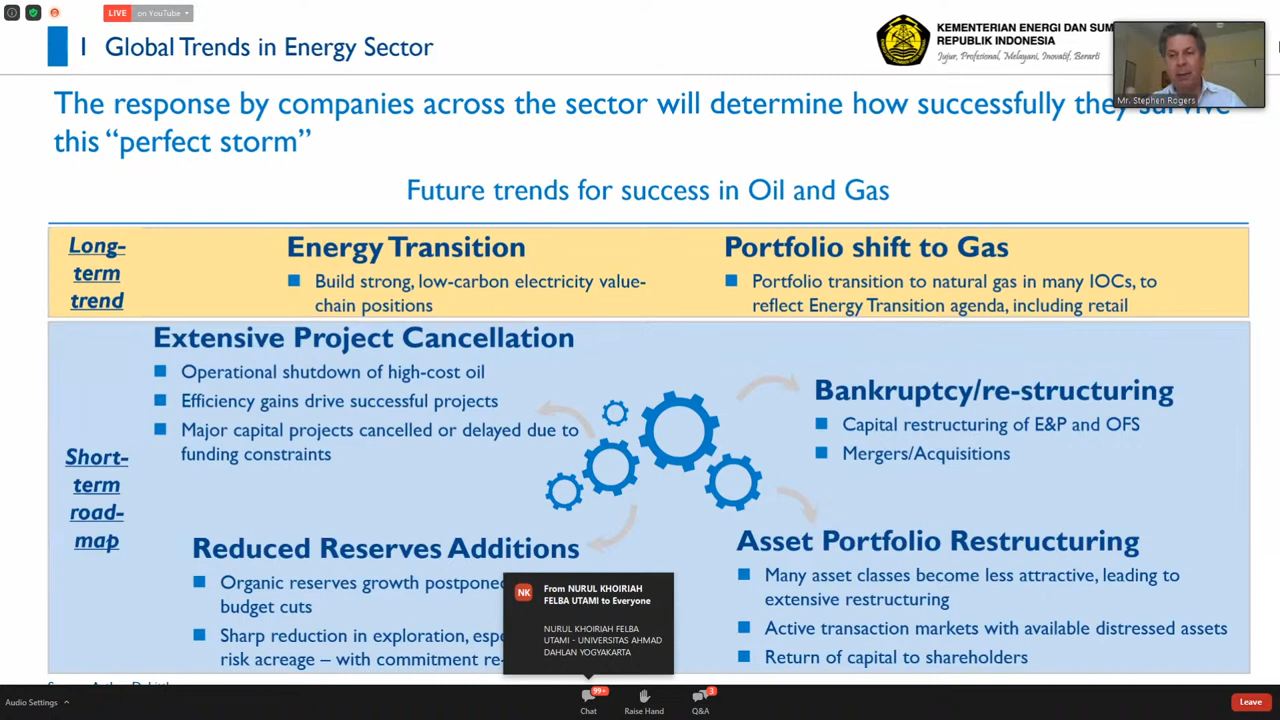 LIVE on YouTube
I Global Trends in Energy Sector
KEMENTERIAN ENERGI DAN
REPUBLIK INDONESIA
Jujur, Profesional, Melayani, Inovatif, Berarti
Mr. Stephen Rogers
The response by companies across the sector will determine how successfully they survive
this “perfect storm”
Future trends for success in Oil and Gas
Long-
term
trend
Energy Transition
Build strong, low-carbon electricity value-
chain positions
Portfolio shift to Gas
Portfolio transition to natural gas in many IOCs, to
reflect Energy Transition agenda, including retail
Short-
term
road-
map
Extensive Project Cancellation
Operational shutdown of high-cost oil
Efficiency gains drive successful projects
Major capital projects cancelled or delayed due to
funding constraints
Bankruptcy/re-structuring
Capital restructuring of E&P and OFS
Mergers/Acquisitions
Reduced Reserves Additions
Organic reserves growth postponed
budget cuts
Sharp reduction in exploration,
risk acreage – with commitment
Asset Portfolio Restructuring
Many asset classes become less attractive, leading to
extensive restructuring
Active transaction markets with available distressed assets
Return of capital to shareholders
NK
From NURUL KHOIRIAH
FELBA UTAMI to Everyone
NURUL KHOIRIAH FELBA
UTAMI - UNIVERSITAS AHMAD
DAHLAN YOGYAKARTA
Audio Settings
99+
Chat
Raise Hand
3
Q&A
Leave